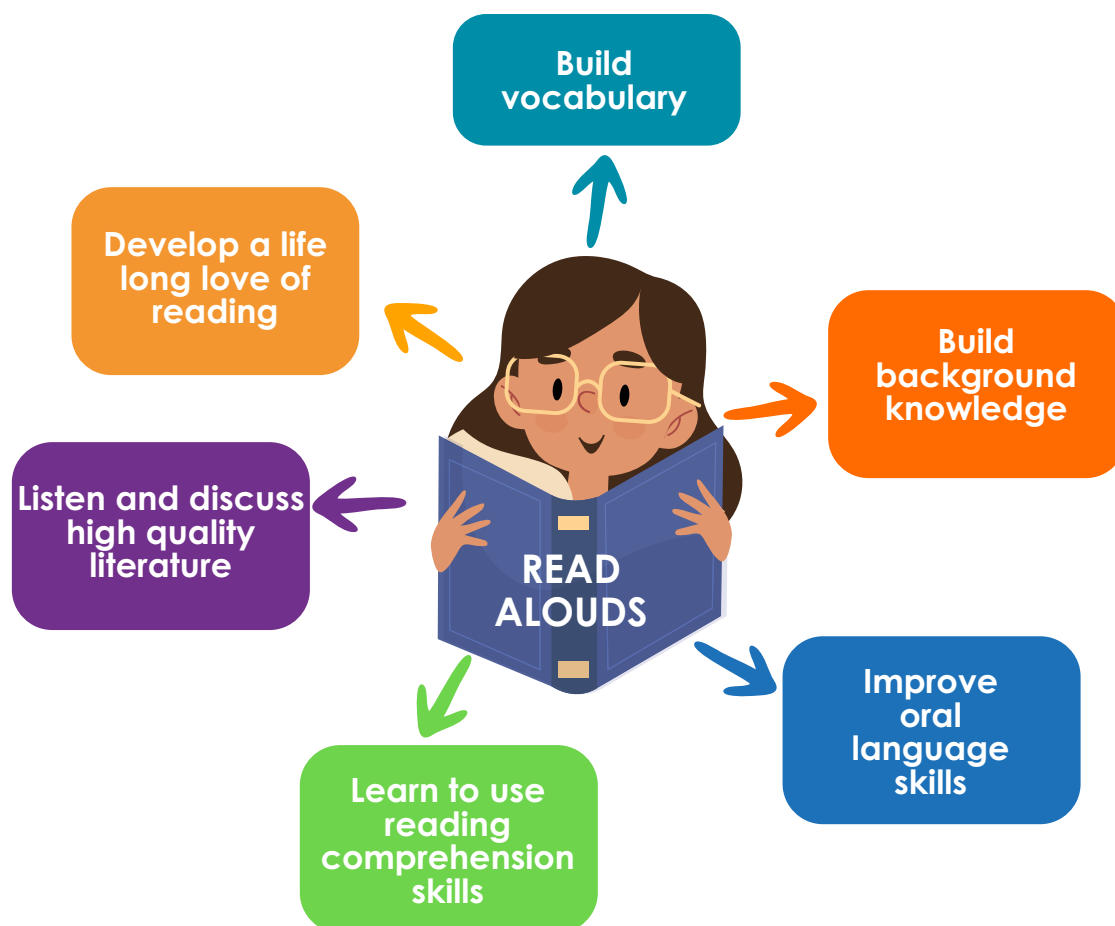 Build
vocabulary
Develop a life
long love of
reading
Build
background
knowledge
Listen and discuss
high quality
literature
READ
ALOUDS
Improve
oral
language
skills
Learn to use
reading
comprehension
skills